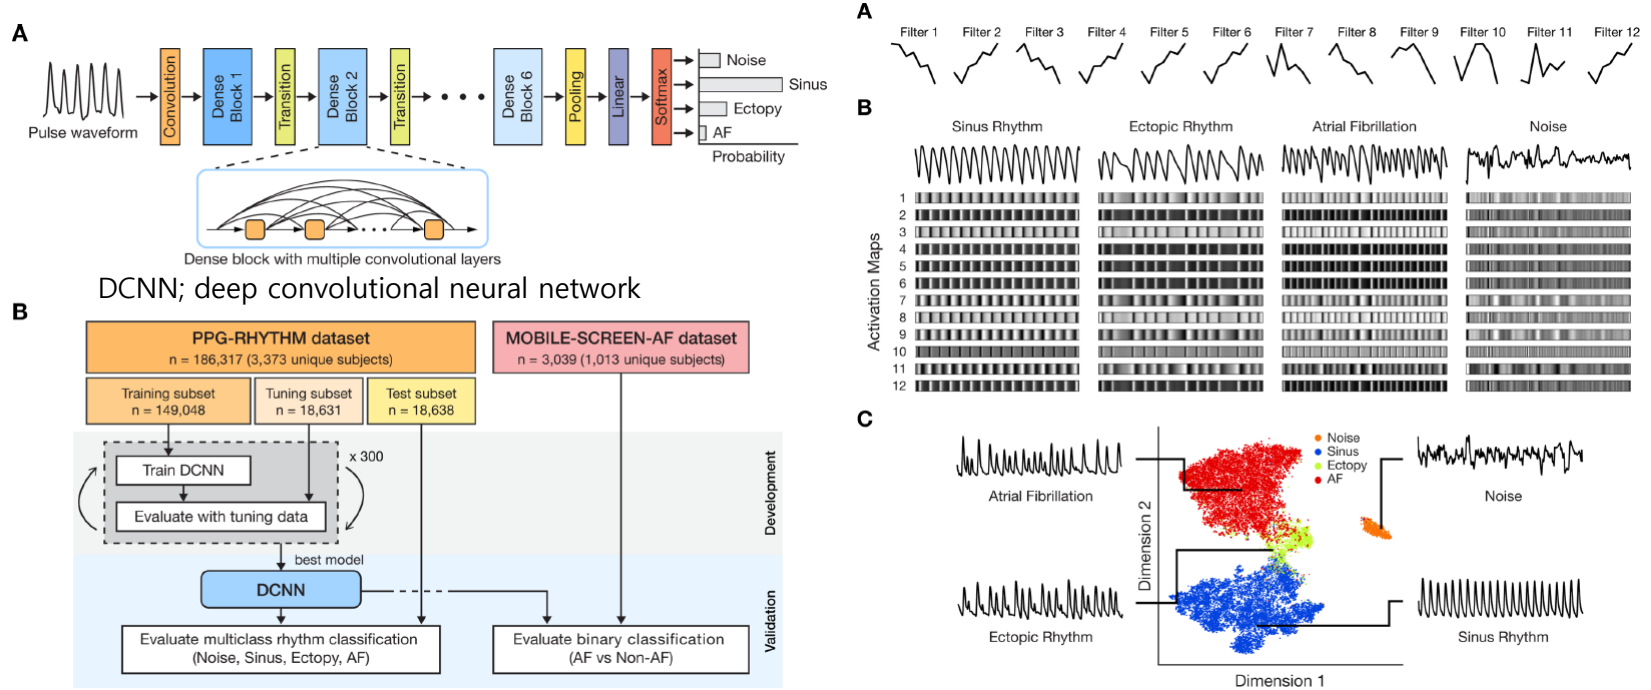 A
Pulse waveform
Convolution
Dense
Block 1
Transition
Dense
Block 2
Transition
Dense
Block 6
Pooling
Linear
Softmax
Noise
Sinus
Ectopy
AF
Probability
Dense block with multiple convolutional layers
DCNN; deep convolutional neural network
B
PPG-RHYTHM dataset
n = 186,317 (3,373 unique subjects)
MOBILE-SCREEN-AF dataset
n = 3,039 (1,013 unique subjects)
Training subset
n = 149,048
Tuning subset
n = 18,631
Test subset
n = 18,638
Train DCNN
x 300
Evaluate with tuning data
Development
best model
DCNN
Evaluate multiclass rhythm classification
(Noise, Sinus, Ectopy, AF)
Evaluate binary classification
(AF vs Non-AF)
Validation
A
Filter 1
Filter 2
Filter 3
Filter 4
Filter 5
Filter 6
Filter 7
Filter 8
Filter 9
Filter 10
Filter 11
Filter 12
B
Sinus Rhythm
Ectopic Rhythm
Atrial Fibrillation
Noise
Activation Maps
1
2
3
4
5
6
7
8
9
10
11
12
C
Noise
Sinus
Ectopy
AF
Atrial Fibrillation
Noise
Ectopic Rhythm
Sinus Rhythm
Dimension 2
Dimension 1